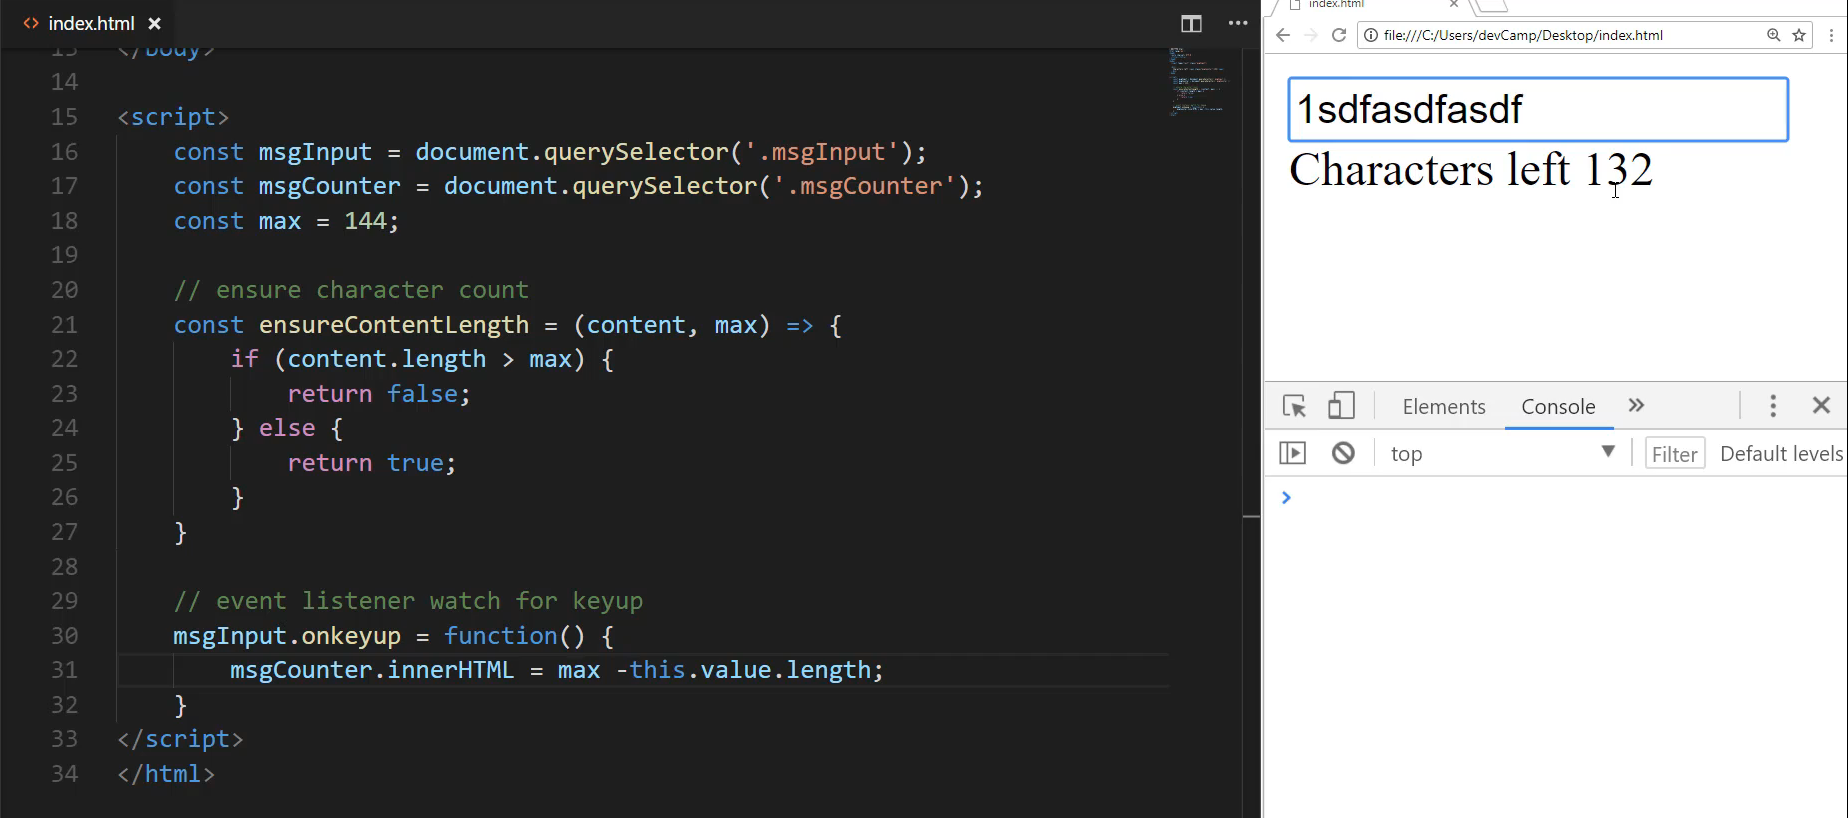 index.html
13 </body>
14
15 <script>
16 const msgInput = document.querySelector('.msgInput');
17 const msgCounter = document.querySelector('.msgCounter');
18 const max = 144;
19
20 // ensure character count
21 const ensureContentLength = (content, max) => {
22 if (content.length > max) {
23 return false;
24 } else {
25 return true;
26 }
27 }
28
29 // event listener watch for keyup
30 msgInput.onkeyup = function() {
31 msgCounter.innerHTML = max -this.value.length;
32 }
33 </script>
34 </html>
index.html
file:///C:/Users/devCamp/Desktop/index.html
1sdfasdfasdf
Characters left 132
Elements Console
top Filter Default levels